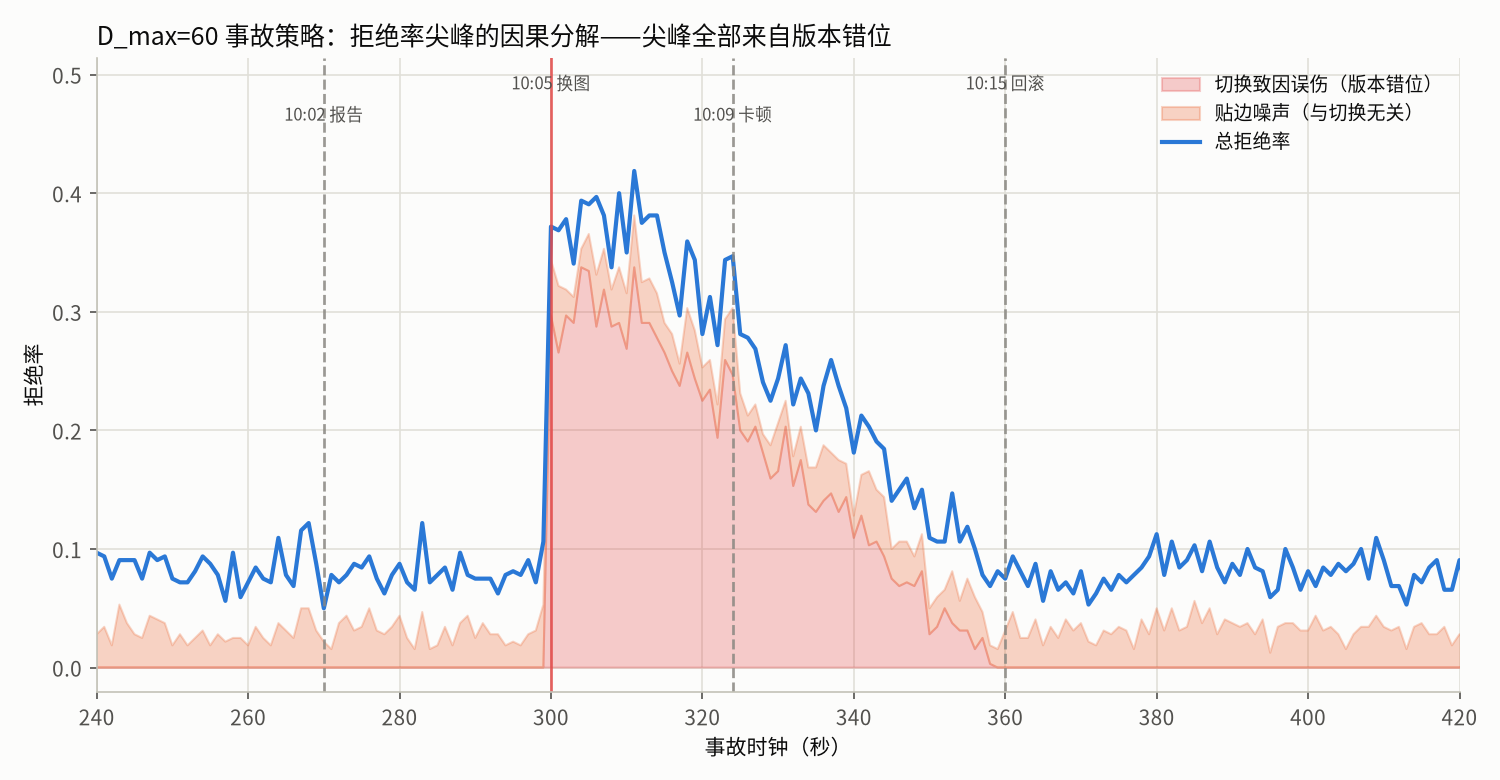 D_max=60 事故策略：拒绝率尖峰的因果分解——尖峰全部来自版本错位
10:05 换图
10:15 回滚
10:02 报告
10:09 卡顿
切换致因误伤（版本错位）
贴边噪声（与切换无关）
总拒绝率
拒绝率
0.5
0.4
0.3
0.2
0.1
0.0
240 260 280 300 320 340 360 380 400 420
事故时钟（秒）